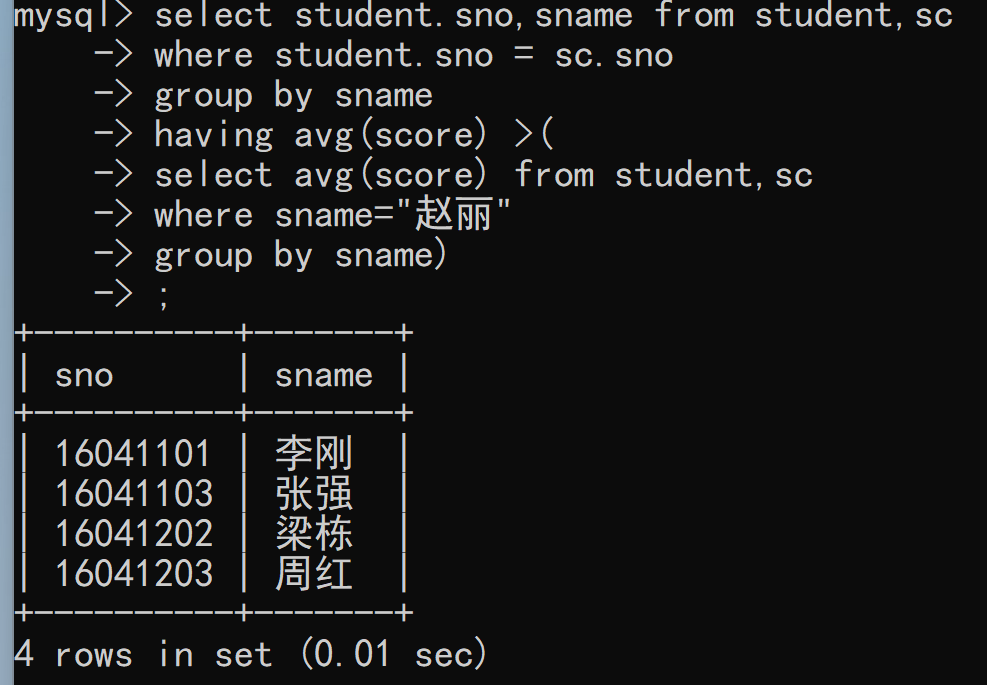 mysql> select student.sno,sname from student,sc
    -> where student.sno = sc.sno
    -> group by sname
    -> having avg(score) >(
    -> select avg(score) from student,sc
    -> where sname="赵丽"
    -> group by sname)
    -> ;
+----------+-------+
| sno      | sname |
+----------+-------+
| 16041101 | 李刚  |
| 16041103 | 张强  |
| 16041202 | 梁栋  |
| 16041203 | 周红  |
+----------+-------+
4 rows in set (0.01 sec)